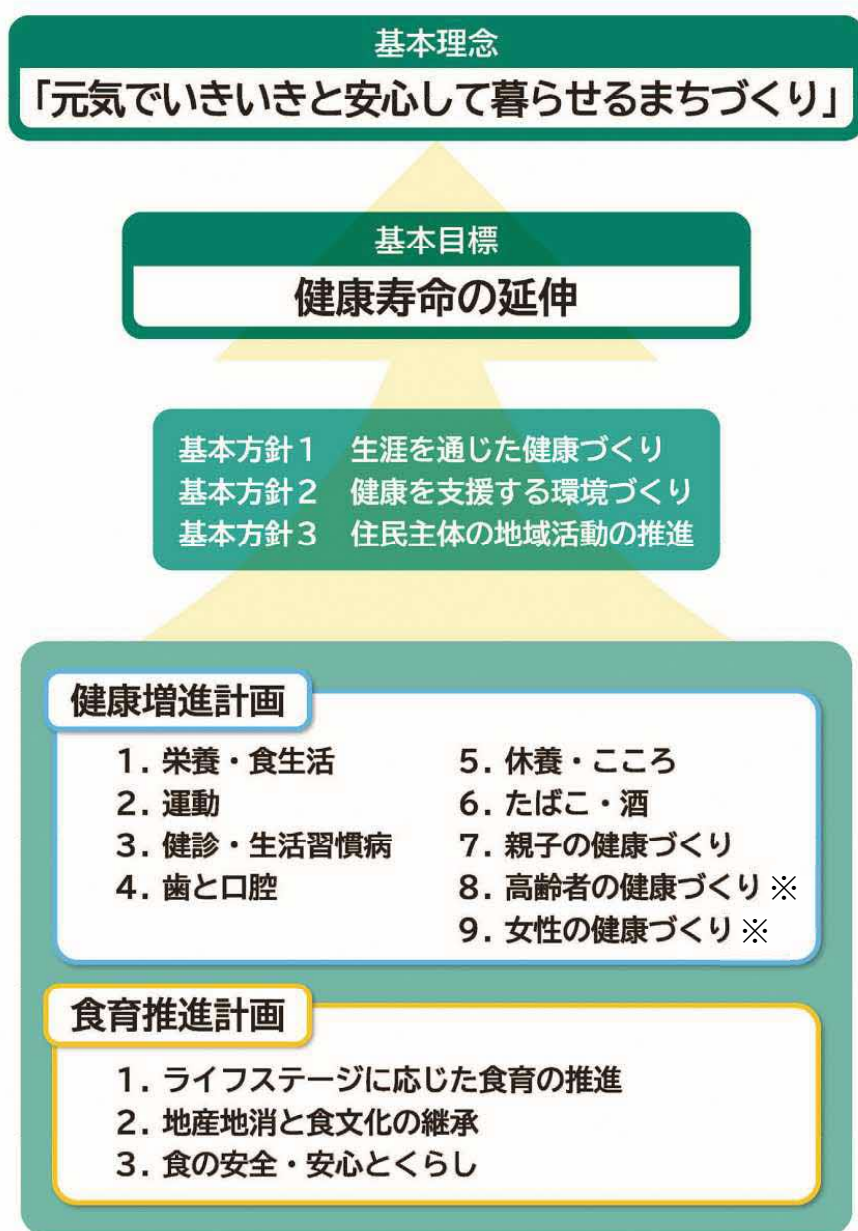 基本理念
「元気でいきいきと安心して暮らせるまちづくり」
基本目標
健康寿命の延伸
基本方針1　生涯を通じた健康づくり
基本方針2　健康を支援する環境づくり
基本方針3　住民主体の地域活動の推進
健康増進計画
1. 栄養・食生活
2. 運動
3. 健診・生活習慣病
4. 歯と口腔
5. 休養・こころ
6. たばこ・酒
7. 親子の健康づくり
8. 高齢者の健康づくり※
9. 女性の健康づくり※
食育推進計画
1. ライフステージに応じた食育の推進
2. 地産地消と食文化の継承
3. 食の安全・安心とくらし